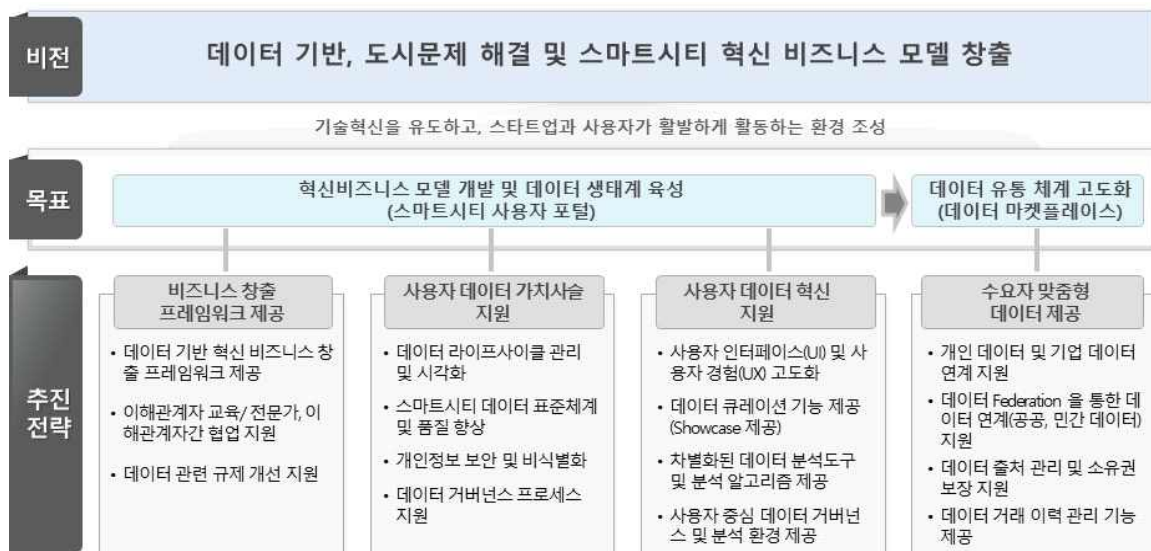 비전
데이터 기반, 도시문제 해결 및 스마트시티 혁신 비즈니스 모델 창출
기술혁신을 유도하고, 스타트업과 사용자가 활발하게 활동하는 환경 조성
목표
혁신비즈니스 모델 개발 및 데이터 생태계 육성
(스마트시티 사용자 포털)
데이터 유통 체계 고도화
(데이터 마켓플레이스)
추진
전략
비즈니스 창출
프레임워크 제공
• 데이터 기반 혁신 비즈니스 창
출 프레임워크 제공
• 이해관계자 교육/ 전문가, 이
해관계자간 협업 지원
• 데이터 관련 규제 개선 지원
사용자 데이터 가치사슬
지원
• 데이터 라이프사이클 관리
및 시각화
• 스마트시티 데이터 표준체계
및 품질 향상
• 개인정보 보안 및 비식별화
• 데이터 거버넌스 프로세스
지원
사용자 데이터 혁신
지원
• 사용자 인터페이스(UI) 및 사
용자 경험(UX) 고도화
• 데이터 큐레이션 기능 제공
(Showcase 제공)
• 차별화된 데이터 분석도구
및 분석 알고리즘 제공
• 사용자 중심 데이터 거버넌
스 및 분석 환경 제공
수요자 맞춤형
데이터 제공
• 개인 데이터 및 기업 데이터
연계 지원
• 데이터 Federation 을 통한 데
이터 연계(공공, 민간 데이터)
지원
• 데이터 출처 관리 및 소유권
보장 지원
• 데이터 거래 이력 관리 기능
제공